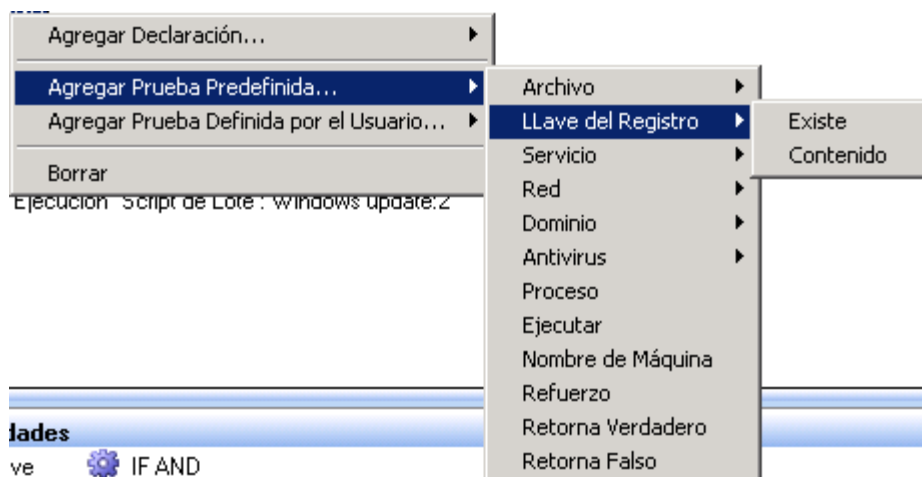 Agregar Declaración...
Agregar Prueba Predefinida...
Agregar Prueba Definida por el Usuario...
Borrar
Ejecución Script de Lote : Windows update:2
Archivo
LLave del Registro
Servicio
Red
Dominio
Antivirus
Proceso
Ejecutar
Nombre de Máquina
Refuerzo
Retorna Verdadero
Retorna Falso
Existe
Contenido
dades
ve IF AND